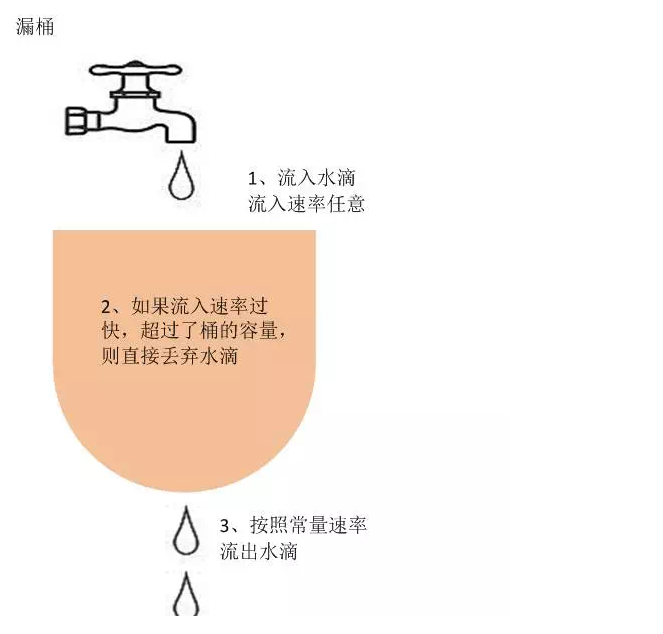 漏桶
1、流入水滴
流入速率任意
2、如果流入速率过
快，超过了桶的容量，
则直接丢弃水滴
3、按照常量速率
流出水滴